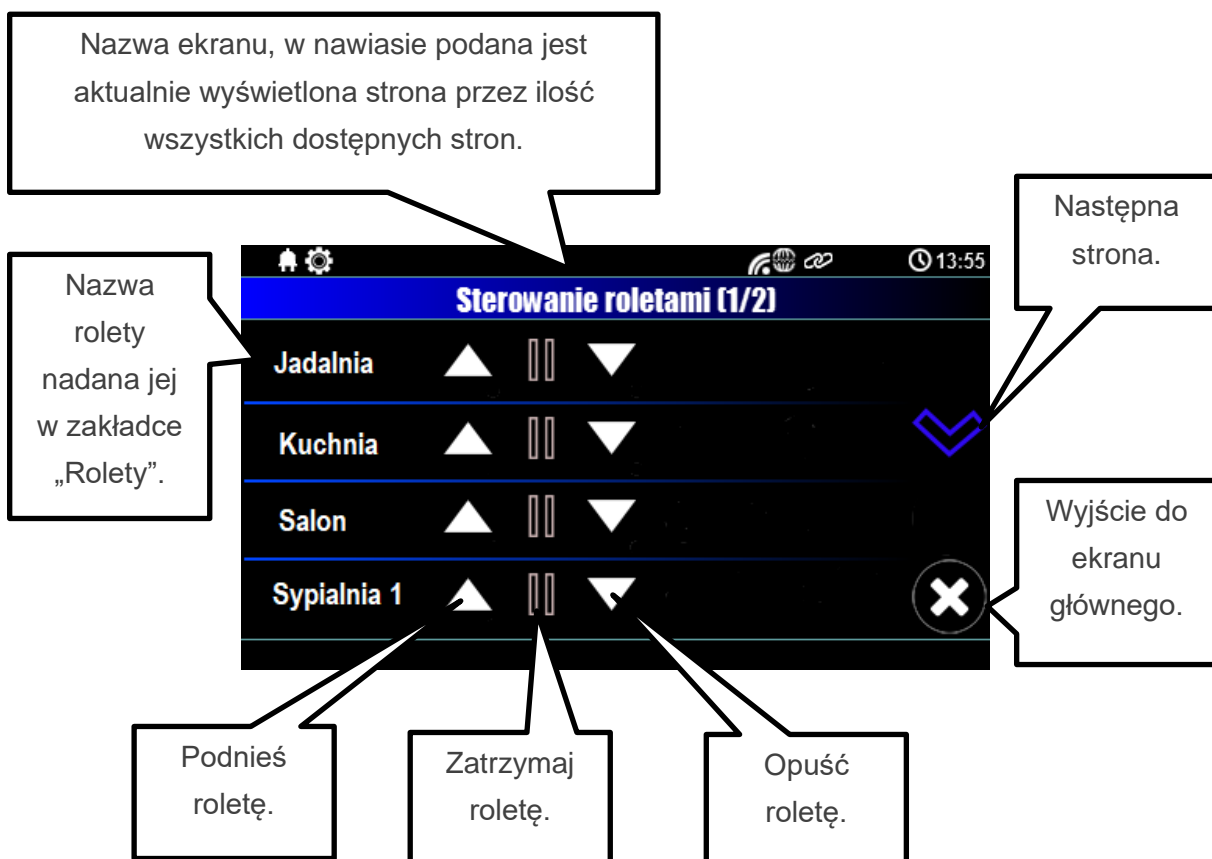 Nazwa ekranu, w nawiasie podana jest
aktualnie wyświetlona strona przez ilość
wszystkich dostępnych stron.
Następna
strona.
Nazwa
rolety
nadana jej
w zakładce
„Rolety”.
13:55
Sterowanie roletami (1/2)
Jadalnia
Kuchnia
Salon
Sypialnia 1
Wyjście do
ekranu
głównego.
Podnieś
roletę.
Zatrzymaj
roletę.
Opuść
roletę.